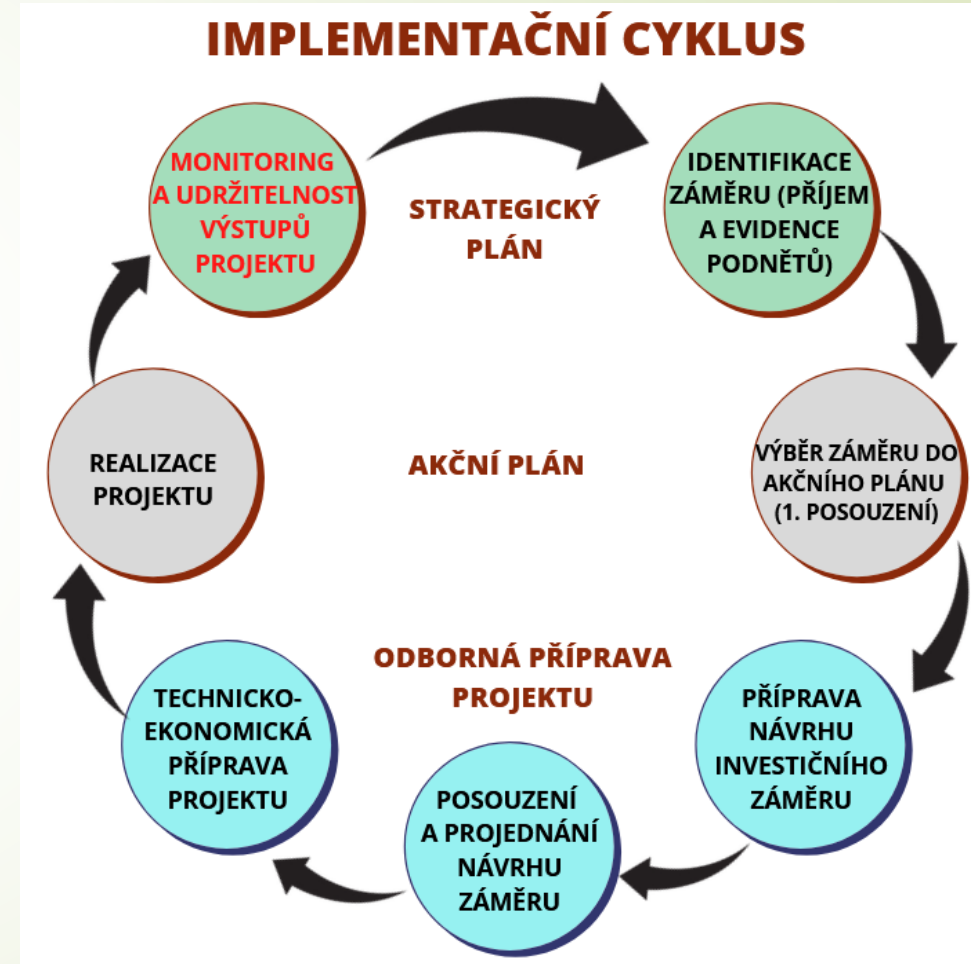 IMPLEMENTAČNÍ CYKLUS
MONITORING
A UDRŽITELNOST
VÝSTUPŮ
PROJEKTU
STRATEGICKÝ
PLÁN
IDENTIFIKACE
ZÁMĚRU (PŘÍJEM
A EVIDENCE
PODNĚTŮ)
REALIZACE
PROJEKTU
AKČNÍ PLÁN
VÝBĚR ZÁMĚRU DO
AKČNÍHO PLÁNU
(1. POSOUZENÍ)
ODBORNÁ PŘÍPRAVA
PROJEKTU
TECHNICKO-
EKONOMICKÁ
PŘÍPRAVA
PROJEKTU
POSOUZENÍ
A PROJEDNÁNÍ
NÁVRHU
ZÁMĚRU
PŘÍPRAVA
NÁVRHU
INVESTIČNÍHO
ZÁMĚRU